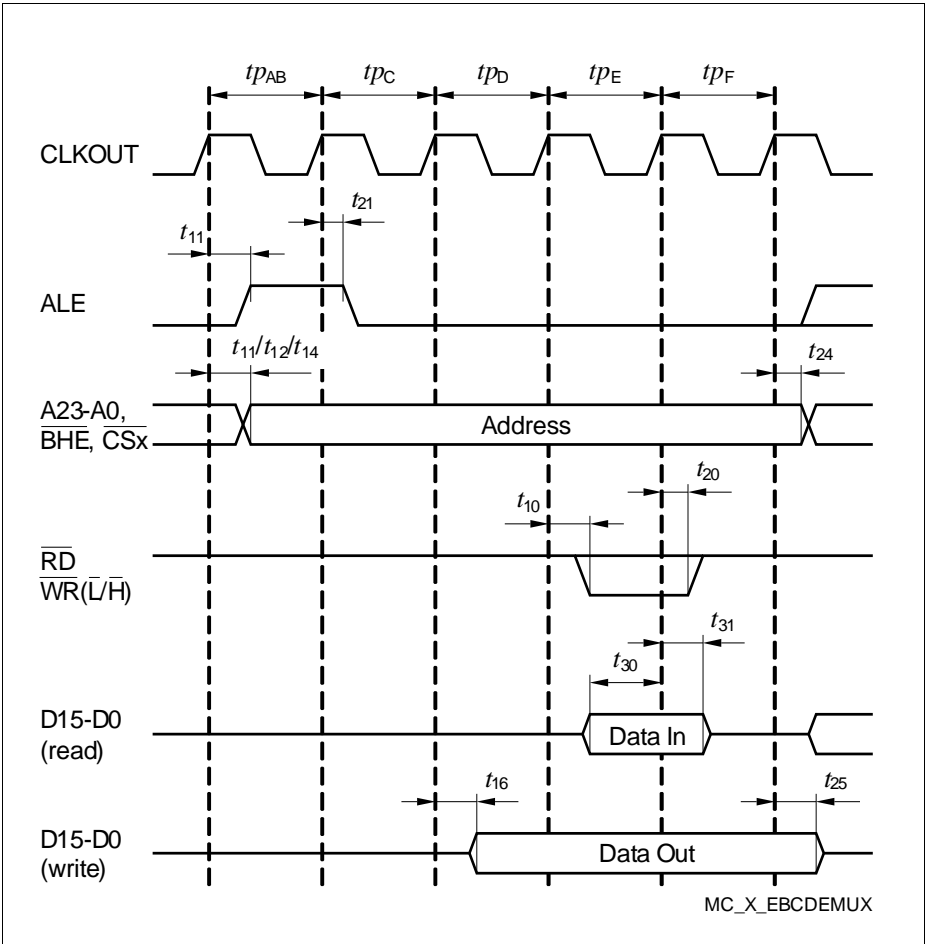 tpAB tpC tpD tpE tpF
CLKOUT
t21
t11
ALE
t11/t12/t14
t24
A23-A0,
BHE, CSx
Address
t20
t10
RD
WR(L/H)
t31
t30
D15-D0
(read)
Data In
t16
t25
D15-D0
(write)
Data Out
MC_X_EBCDEMUX